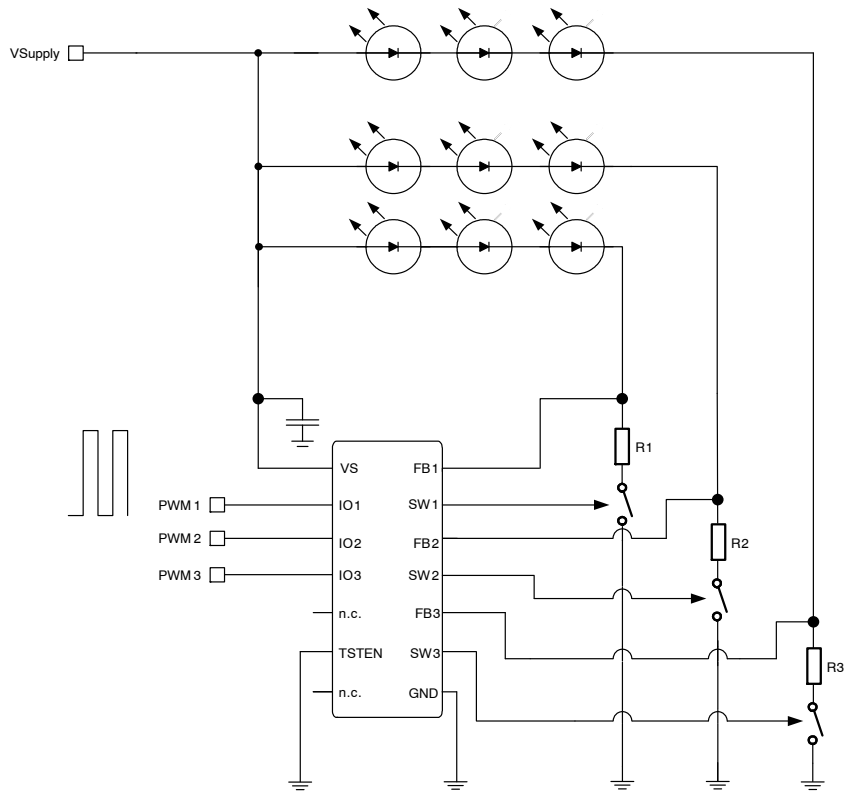 VSupply
R1
VS FB1
PWM 1 IO1 SW1
PWM 2 IO2 FB2 R2
PWM 3 IO3 SW2
n.c. FB3
TSTEN SW3 R3
n.c. GND